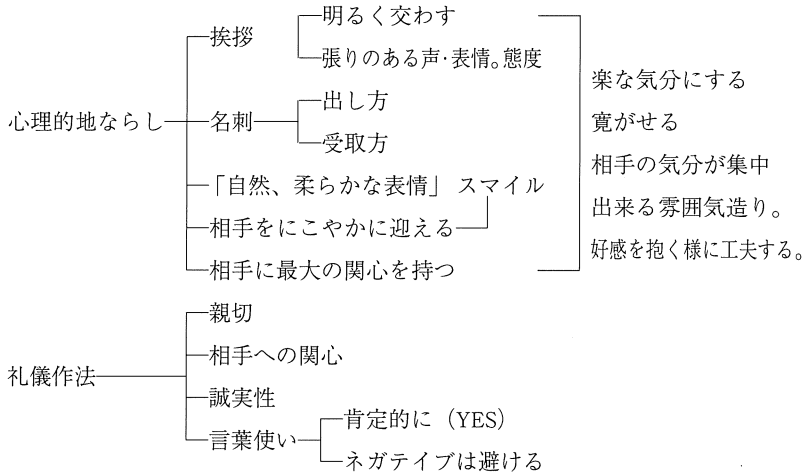 心理的地ならし
挨拶
明るく交わす
張りのある声・表情。態度
名刺
出し方
受取方
「自然、柔らかな表情」 スマイル
相手をにこやかに迎える
相手に最大の関心を持つ
楽な気分にする
寛がせる
相手の気分が集中
出来る雰囲気造り。
好感を抱く様に工夫する。
礼儀作法
親切
相手への関心
誠実性
言葉使い
肯定的に（YES）
ネガテイブは避ける